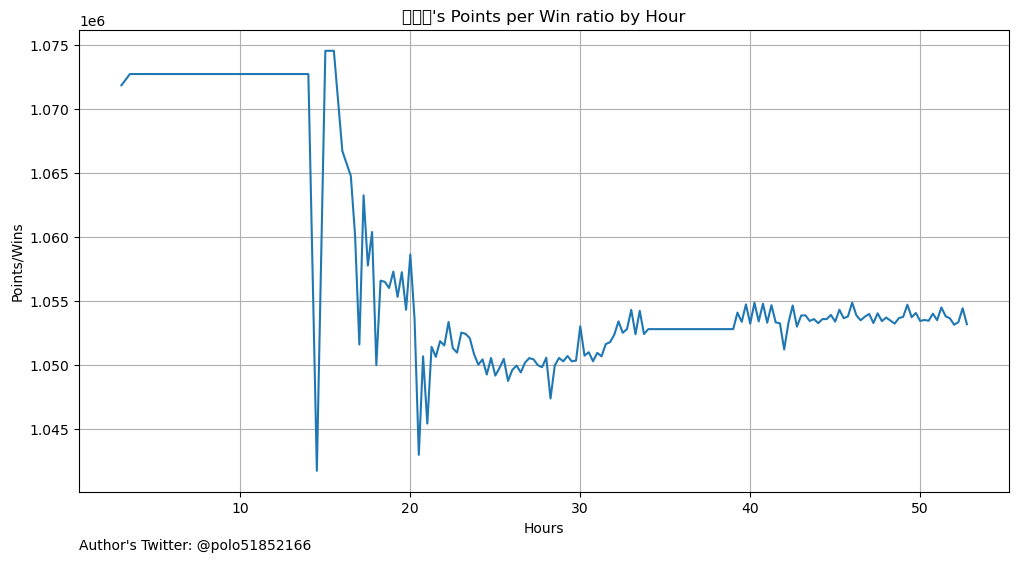 1e6
▯▯▯'s Points per Win ratio by Hour
1.075
1.070
1.065
1.060
1.055
1.050
1.045
Points/Wins
10 20 30 40 50
Hours
Author's Twitter: @polo51852166